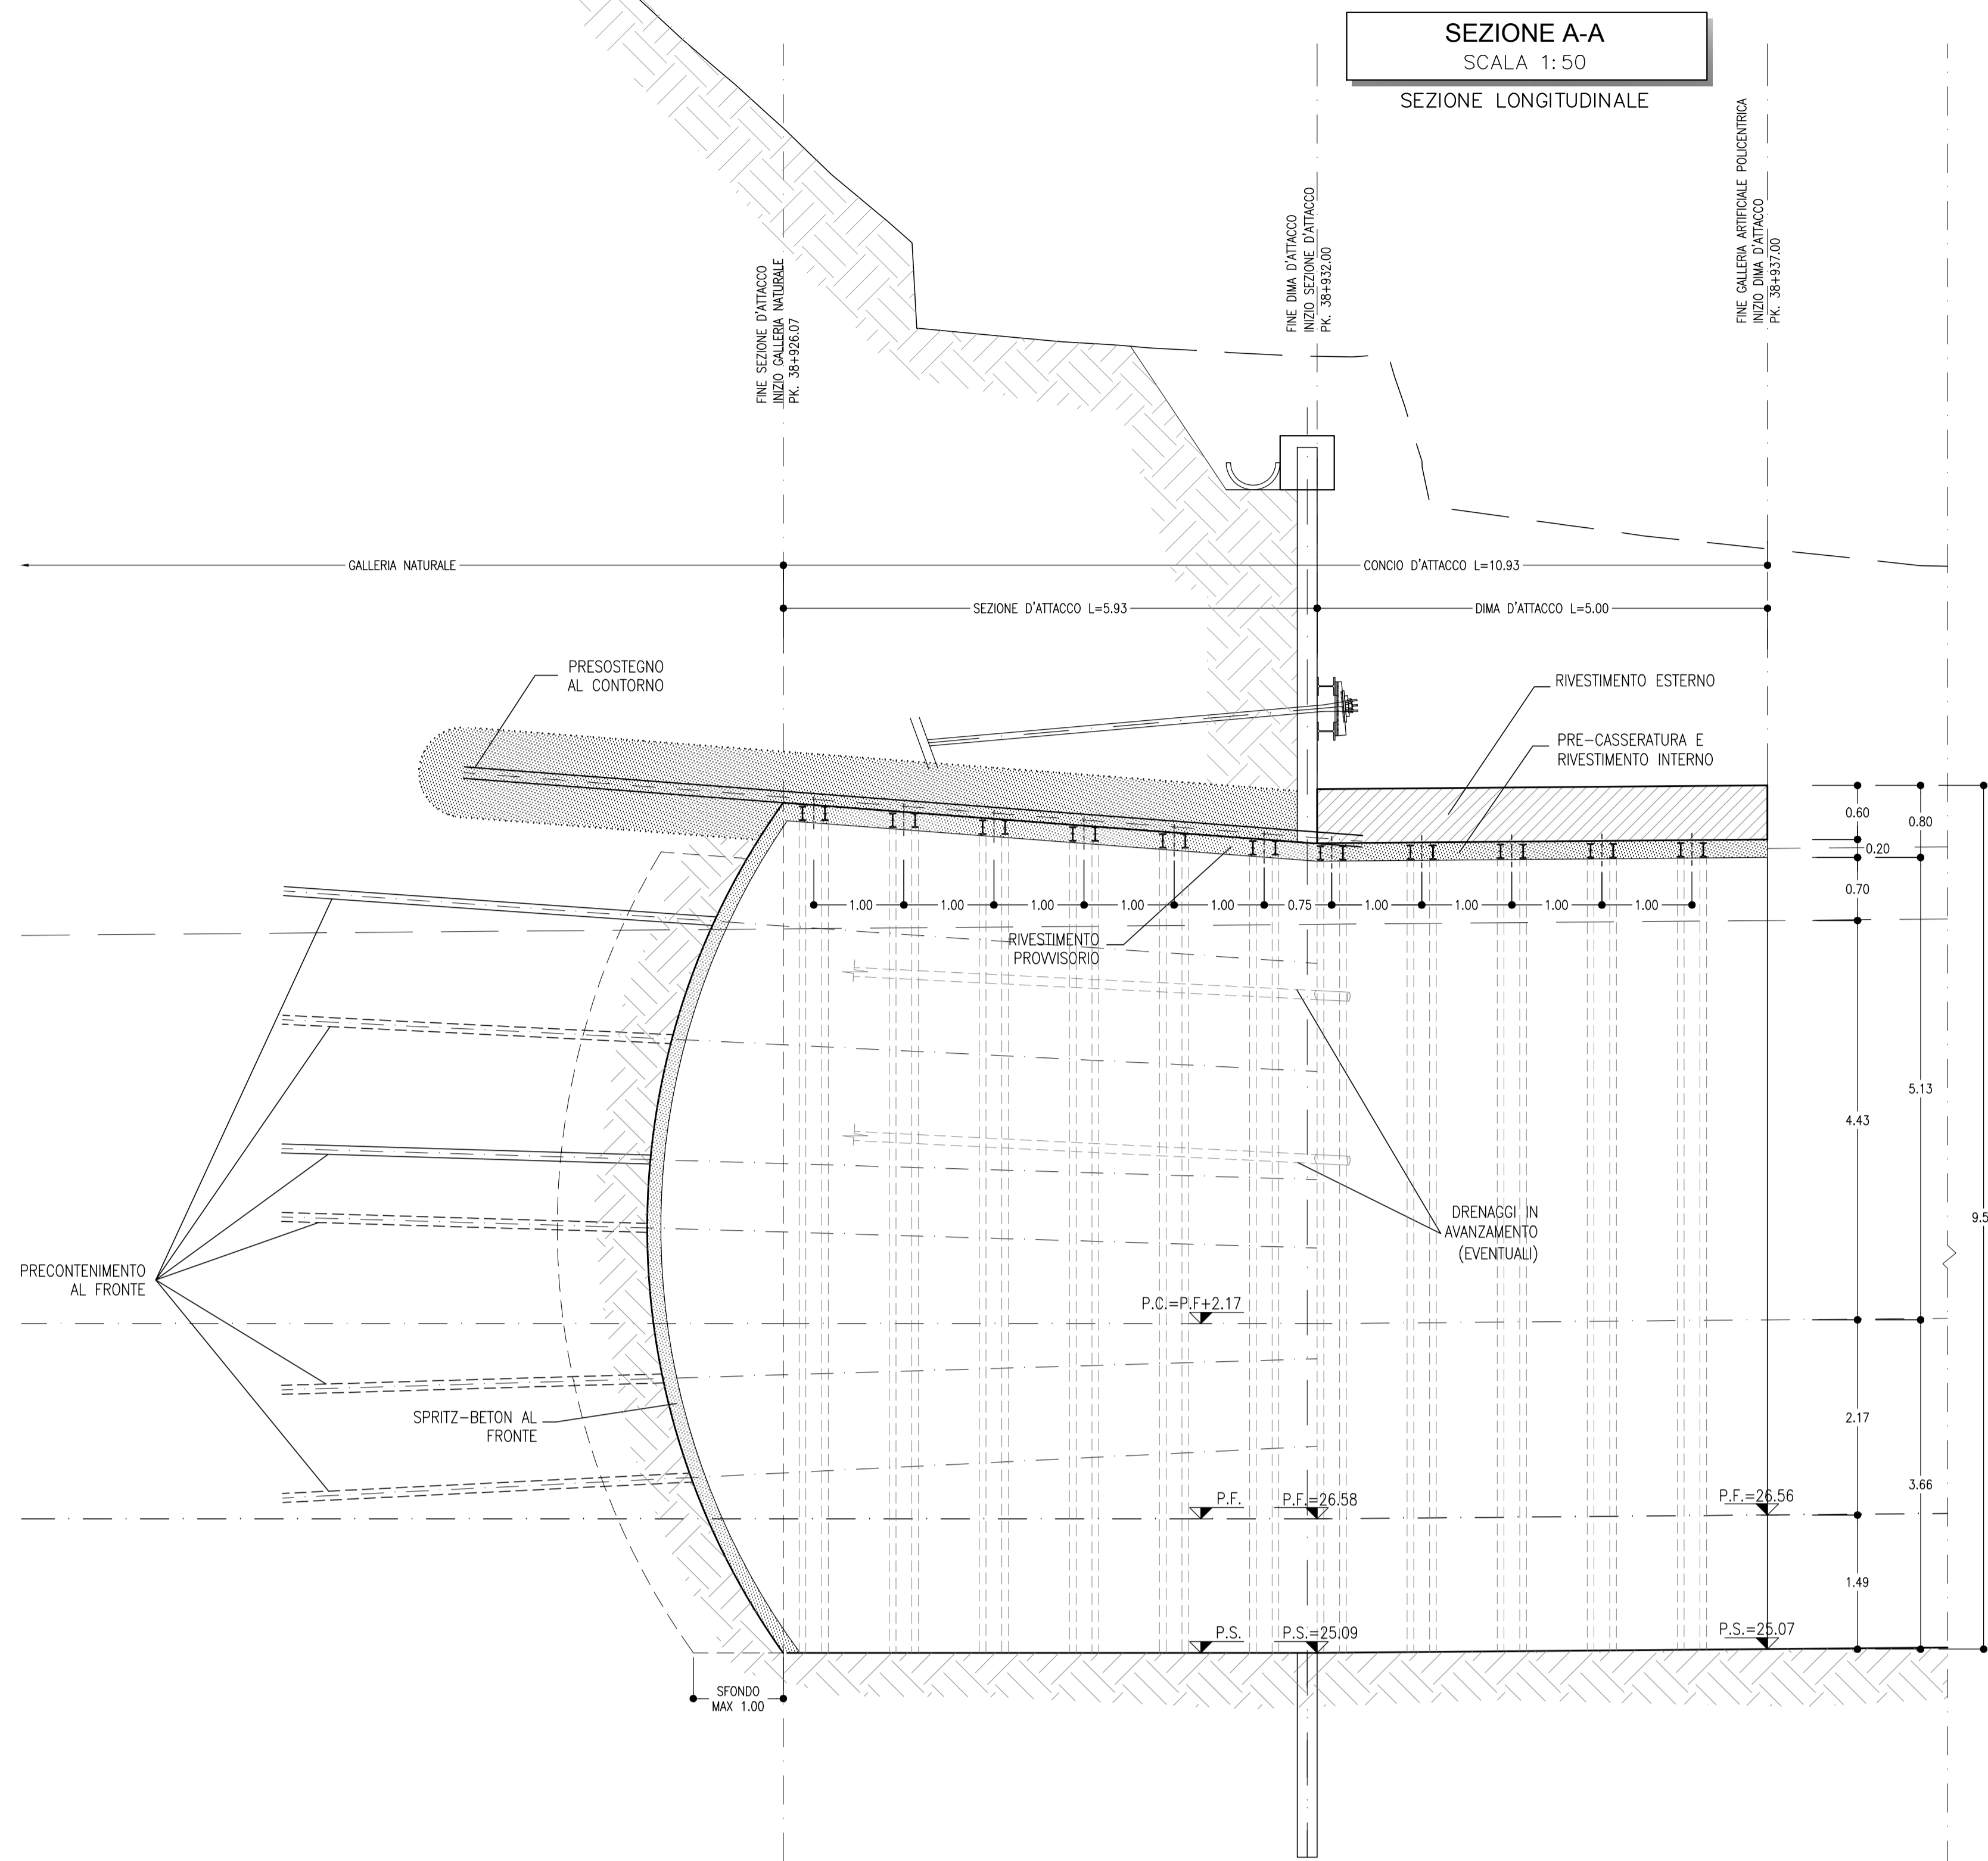 SEZIONE A-A
SCALA 1:50
SEZIONE LONGITUDINALE
FINE SEZIONE D'ATTACCO
INIZIO GALLERIA NATURALE
PK. 38+926.07
FINE DIMA D'ATTACCO
INIZIO SEZIONE D'ATTACCO
PK. 38+932.00
FINE GALLERIA ARTIFICIALE POLICENTRICA
INIZIO DIMA D'ATTACCO
PK. 38+937.00
GALLERIA NATURALE
CONCIO D'ATTACCO L=10.93
SEZIONE D'ATTACCO L=5.93
DIMA D'ATTACCO L=5.00
PRESOSTEGNO
AL CONTORNO
RIVESTIMENTO ESTERNO
PRE-CASSERATURA E
RIVESTIMENTO INTERNO
0.60
0.80
0.20
0.70
1.00 1.00 1.00 1.00 1.00 0.75 1.00 1.00 1.00 1.00
RIVESTIMENTO
PROVVISORIO
5.13
4.43
DRENAGGI IN
AVANZAMENTO
(EVENTUALI)
9.5
PRECONTENIMENTO
AL FRONTE
P.C.=P.F+2.17
SPRITZ-BETON AL
FRONTE
2.17
3.66
P.F.
P.F.=26.58
P.F.=26.56
1.49
P.S.
P.S.=25.09
P.S.=25.07
SFONDO
MAX 1.00